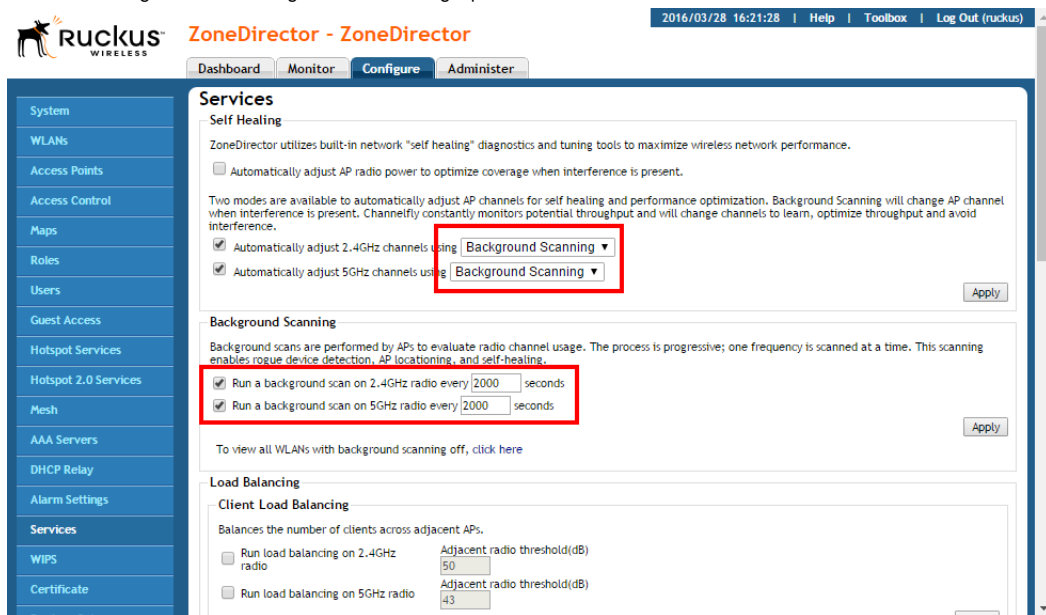 2016/03/28 16:21:28 | Help | Toolbox | Log Out (ruckus)
RUCKUS
WIRELESS
ZoneDirector - ZoneDirector
Dashboard Monitor Configure Administer
System
WLANs
Access Points
Access Control
Maps
Roles
Users
Guest Access
Hotspot Services
Hotspot 2.0 Services
Mesh
AAA Servers
DHCP Relay
Alarm Settings
Services
WIPS
Certificate
Services
Self Healing
ZoneDirector utilizes built-in network "self healing" diagnostics and tuning tools to maximize wireless network performance.
Automatically adjust AP radio power to optimize coverage when interference is present.
Two modes are available to automatically adjust AP channels for self healing and performance optimization. Background Scanning will change AP channel
when interference is present. Channelfly constantly monitors potential throughput and will change channels to learn, optimize throughput and avoid
interference.
Automatically adjust 2.4GHz channels using Background Scanning
Automatically adjust 5GHz channels using Background Scanning
Apply
Background Scanning
Background scans are performed by APs to evaluate radio channel usage. The process is progressive; one frequency is scanned at a time. This scanning
enables rogue device detection, AP locationing, and self-healing.
Run a background scan on 2.4GHz radio every 2000 seconds
Run a background scan on 5GHz radio every 2000 seconds
Apply
To view all WLANs with background scanning off, click here
Load Balancing
Client Load Balancing
Balances the number of clients across adjacent APs.
Run load balancing on 2.4GHz
radio
Adjacent radio threshold(dB)
50
Run load balancing on 5GHz radio
Adjacent radio threshold(dB)
43